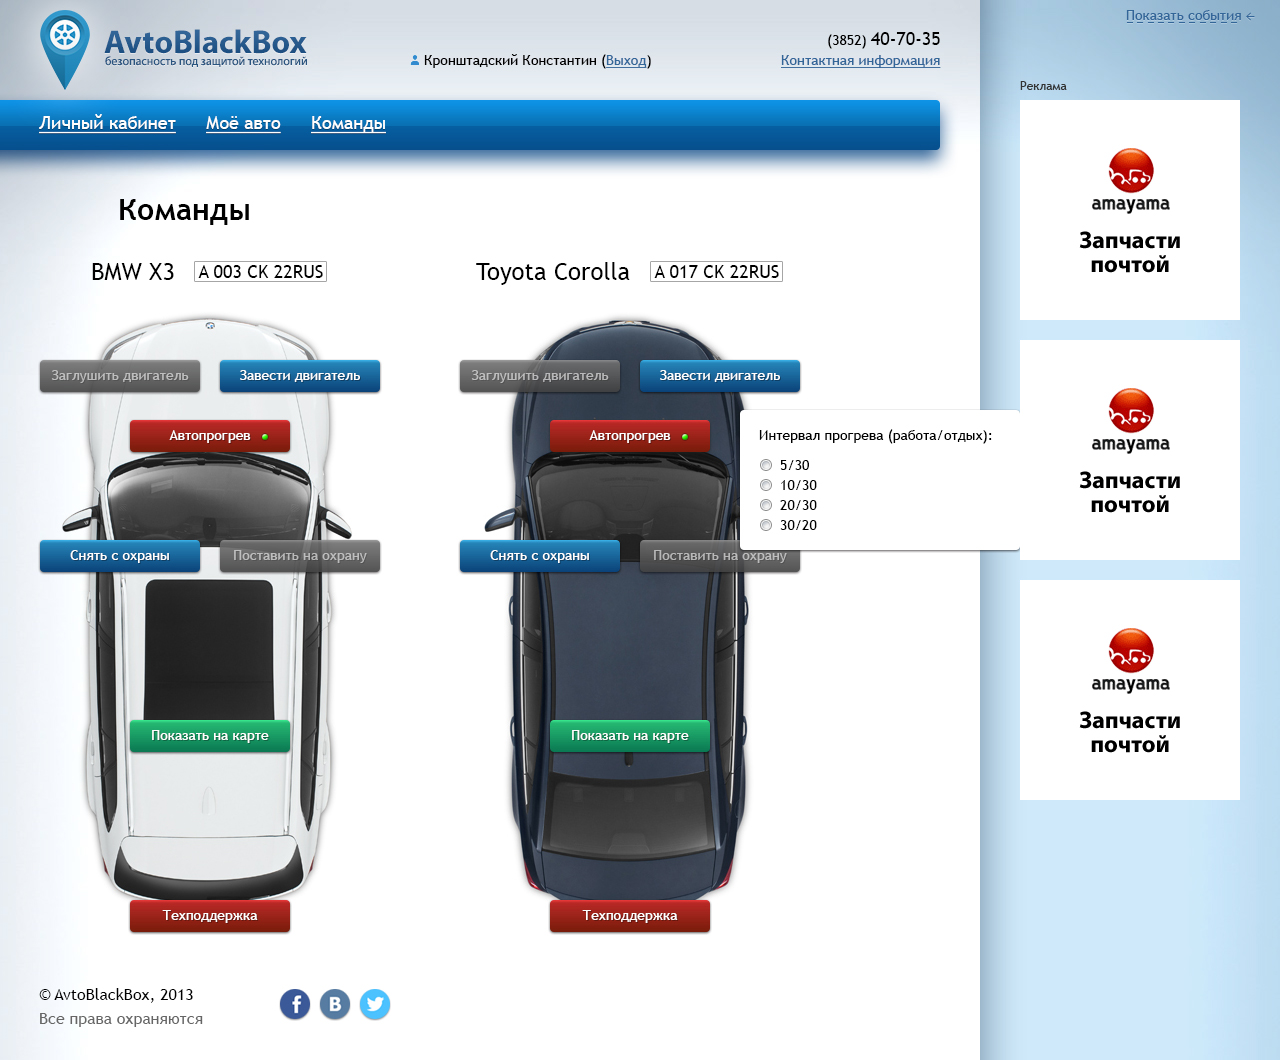 AvtoBlackBox
безопасность под защитой технологий
Кронштадский Константин (Выход)
(3852) 40-70-35
Контактная информация
Показать события ←
Личный кабинет
Моё авто
Команды
Реклама
Команды
BMW X3
A 003 CK 22RUS
Toyota Corolla
A 017 CK 22RUS
Заглушить двигатель
Завести двигатель
Заглушить двигатель
Завести двигатель
Автопрогрев
Автопрогрев
Интервал прогрева (работа/отдых):
5/30
10/30
20/30
30/20
Снять с охраны
Поставить на охрану
Снять с охраны
Поставить на охрану
Показать на карте
Показать на карте
Техподдержка
Техподдержка
amayama
Запчасти
почтой
amayama
Запчасти
почтой
amayama
Запчасти
почтой
© AvtoBlackBox, 2013
Все права охраняются
f
B